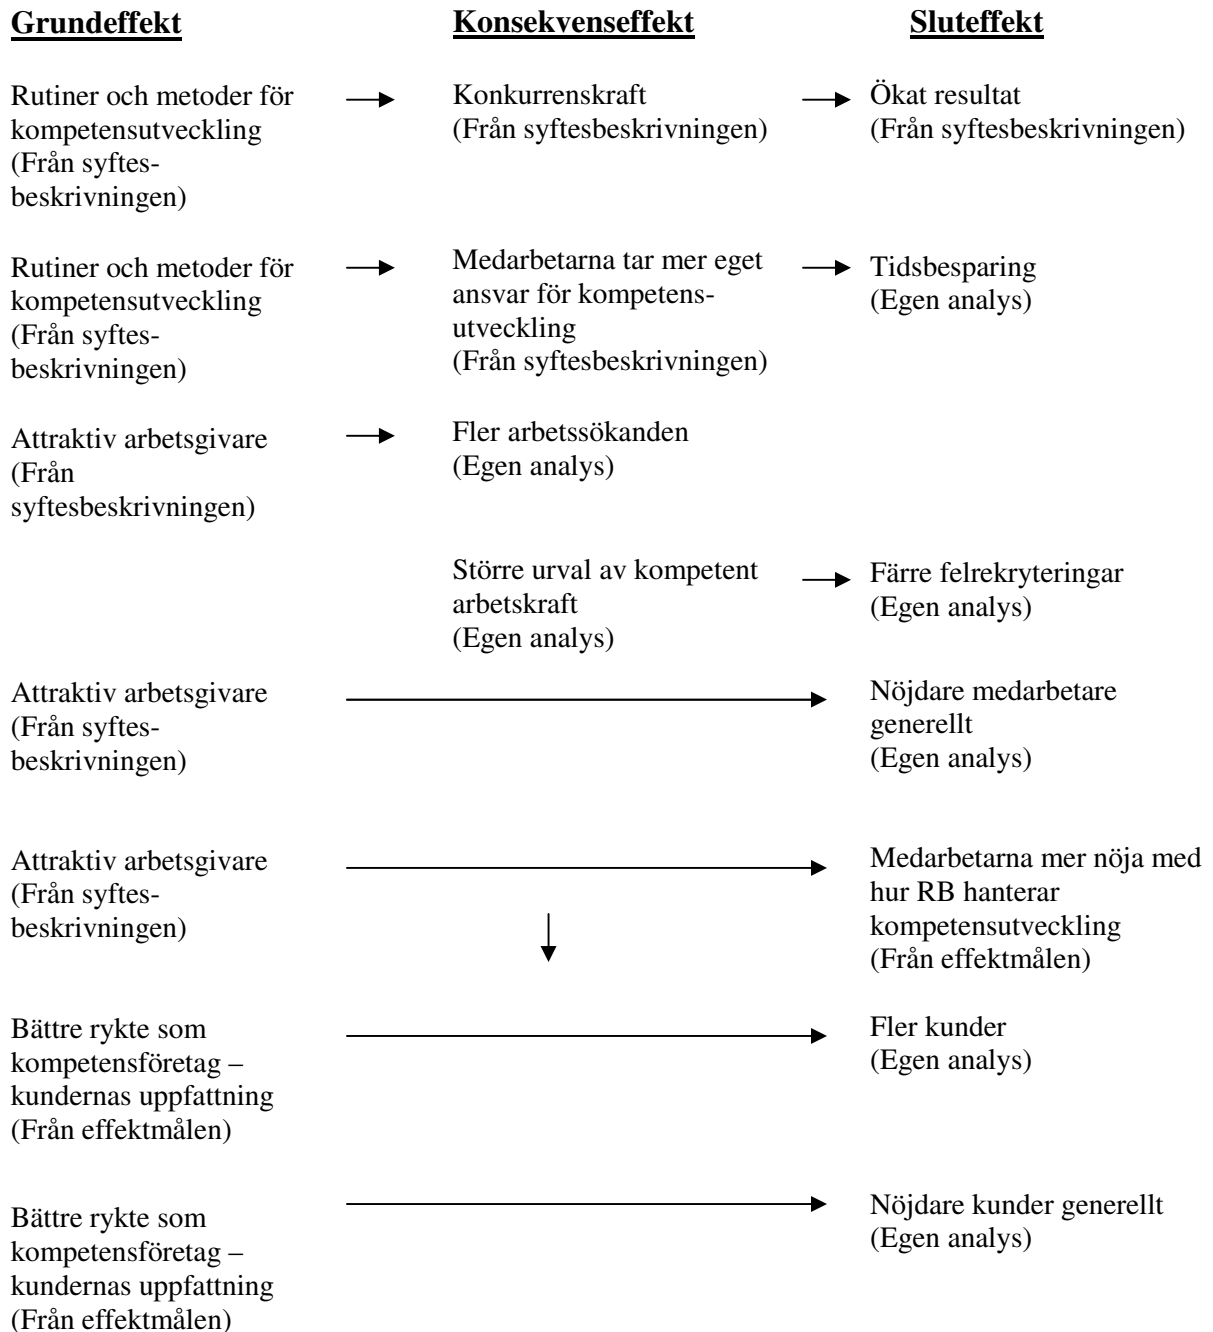 Grundeffekt
Konsekvenseffekt
Sluteffekt
Rutiner och metoder för
kompetensutveckling
(Från syftes-
beskrivningen)
Konkurrenskraft
(Från syftesbeskrivningen)
Ökat resultat
(Från syftesbeskrivningen)
Rutiner och metoder för
kompetensutveckling
(Från syftes-
beskrivningen)
Medarbetarna tar mer eget
ansvar för kompetens-
utveckling
(Från syftesbeskrivningen)
Tidsbesparing
(Egen analys)
Attraktiv arbetsgivare
(Från
syftesbeskrivningen)
Fler arbetssökanden
(Egen analys)
Större urval av kompetent
arbetskraft
(Egen analys)
Färre felrekryteringar
(Egen analys)
Attraktiv arbetsgivare
(Från syftes-
beskrivningen)
Nöjdare medarbetare
generellt
(Egen analys)
Attraktiv arbetsgivare
(Från syftes-
beskrivningen)
Medarbetarna mer nöja med
hur RB hanterar
kompetensutveckling
(Från effektmålen)
Bättre rykte som
kompetensföretag –
kundernas uppfattning
(Från effektmålen)
Fler kunder
(Egen analys)
Bättre rykte som
kompetensföretag –
kundernas uppfattning
(Från effektmålen)
Nöjdare kunder generellt
(Egen analys)